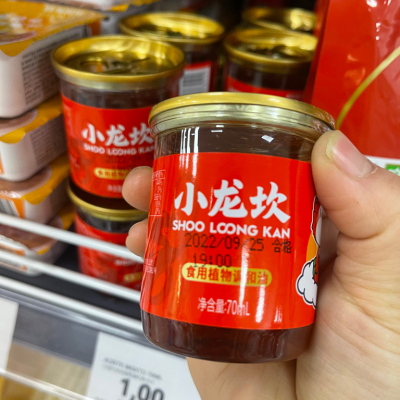 小龙坎
SHOO LOONG KAN
小龙坎
SHOO LOONG KAN
2022/09/25 合格
19:00
食用植物调和油
净含量:70mL
1,00